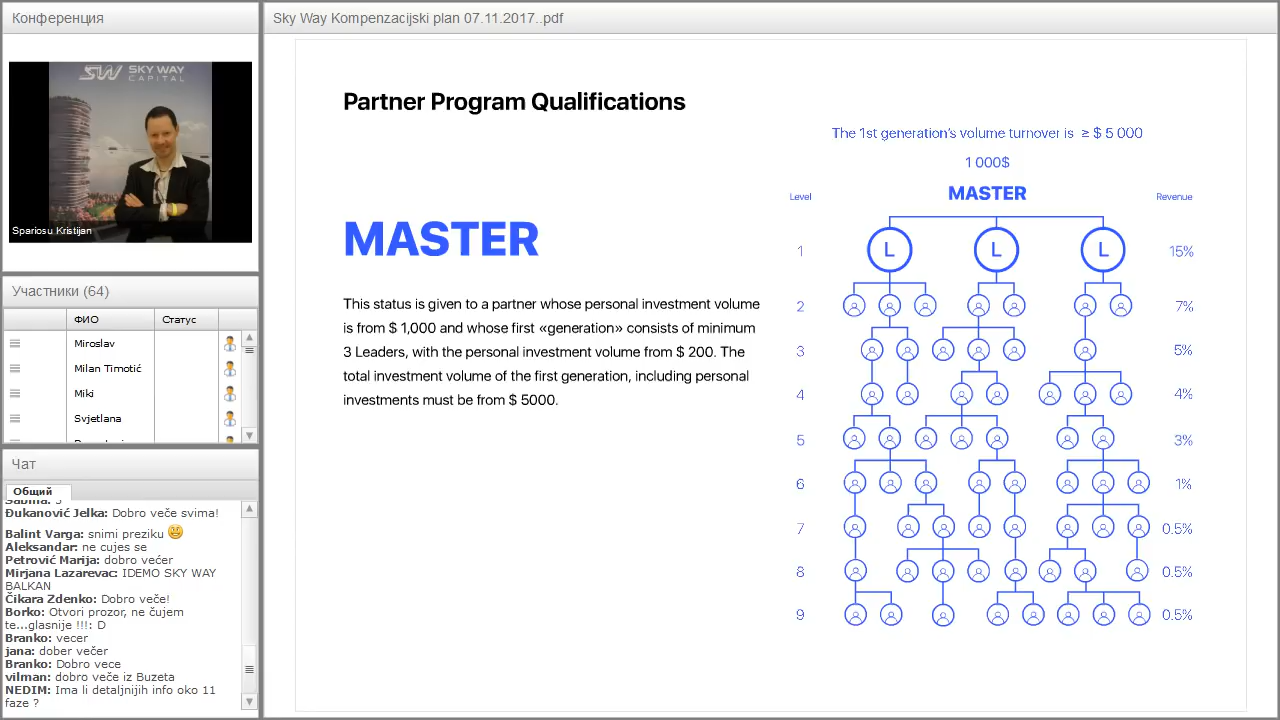 Конференция
SKY WAY
CAPITAL
Spariosu Kristijan
Участники (64)
ФИО
Статус
Miroslav
Milan Timotić
Miki
Svjetlana
Чат
Общий
Sabina: 5
Đukanović Jelka: Dobro veče svima!
Balint Varga: snimi preziku
Aleksandar: ne cujes se
Petrović Marija: dobro večer
Mirjana Lazarevac: IDEMO SKY WAY
BALKAN
Čikara Zdenko: Dobro veče!
Borko: Otvori prozor, ne čujem
te...glasnije !!!: D
Branko: vecer
jana: dober večer
Branko: Dobro vece
vilman: dobro veče iz Buzeta
NEDIM: Ima li detaljnijih info oko 11
faze ?
Sky Way Kompenzacijski plan 07.11.2017..pdf
Partner Program Qualifications
MASTER
This status is given to a partner whose personal investment volume
is from $ 1,000 and whose first «generation» consists of minimum
3 Leaders, with the personal investment volume from $ 200. The
total investment volume of the first generation, including personal
investments must be from $ 5000.
The 1st generation's volume turnover is ≥ $ 5 000
1 000$
Level MASTER Revenue
1 L L L 15%
2 7%
3 5%
4 4%
5 3%
6 1%
7 0.5%
8 0.5%
9 0.5%